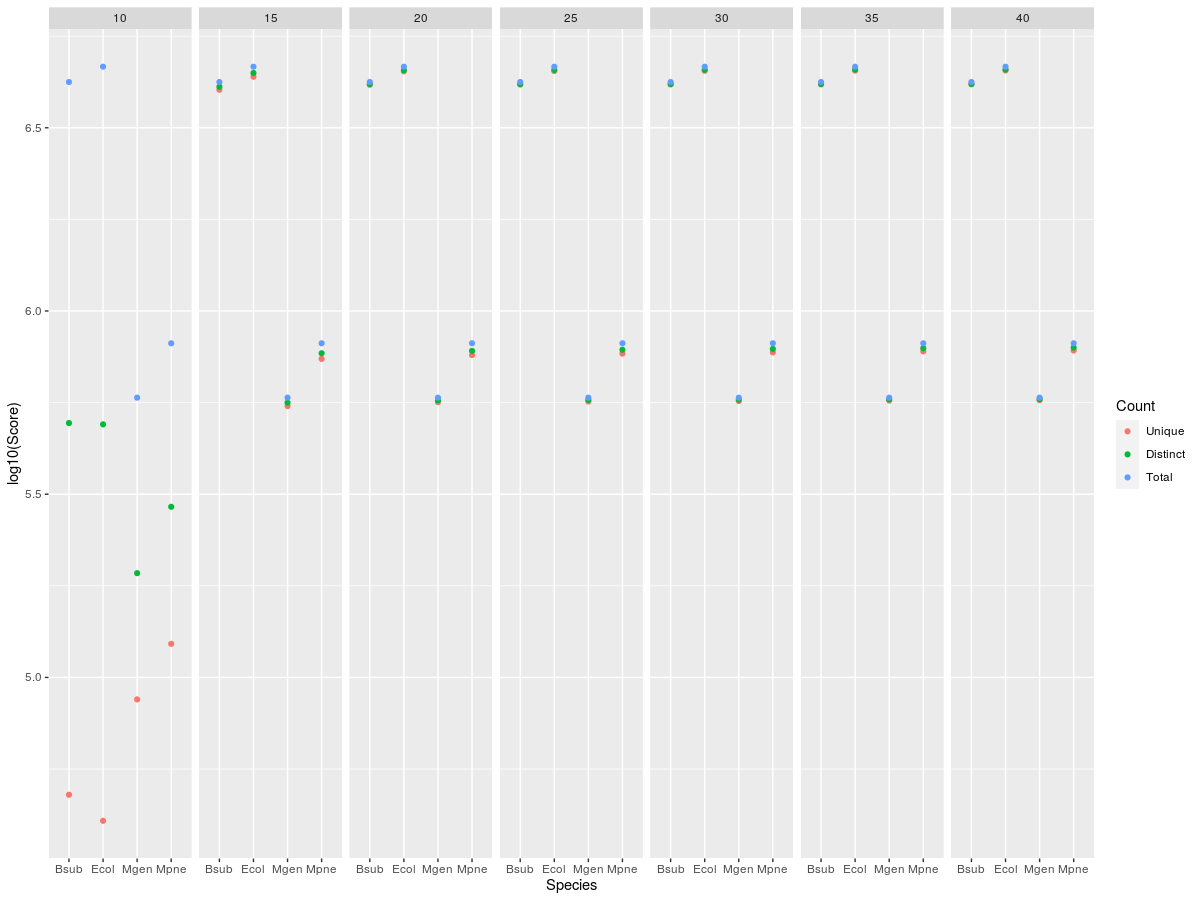 10 15 20 25 30 35 40
6.5
6.0
5.5
5.0
log10(Score)
Bsub Ecol Mgen Mpne Bsub Ecol Mgen Mpne Bsub Ecol Mgen Mpne Bsub Ecol Mgen Mpne Bsub Ecol Mgen Mpne Bsub Ecol Mgen Mpne Bsub Ecol Mgen Mpne
Species
Count
Unique
Distinct
Total